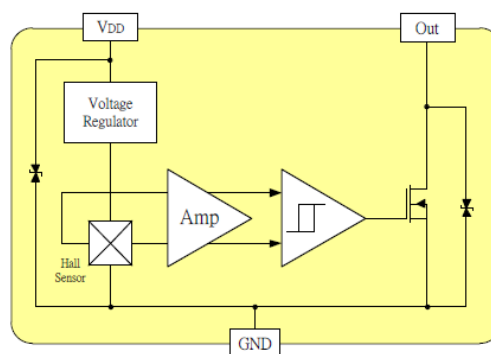 VDD
Out
Voltage
Regulator
Amp
Hall
Sensor
GND